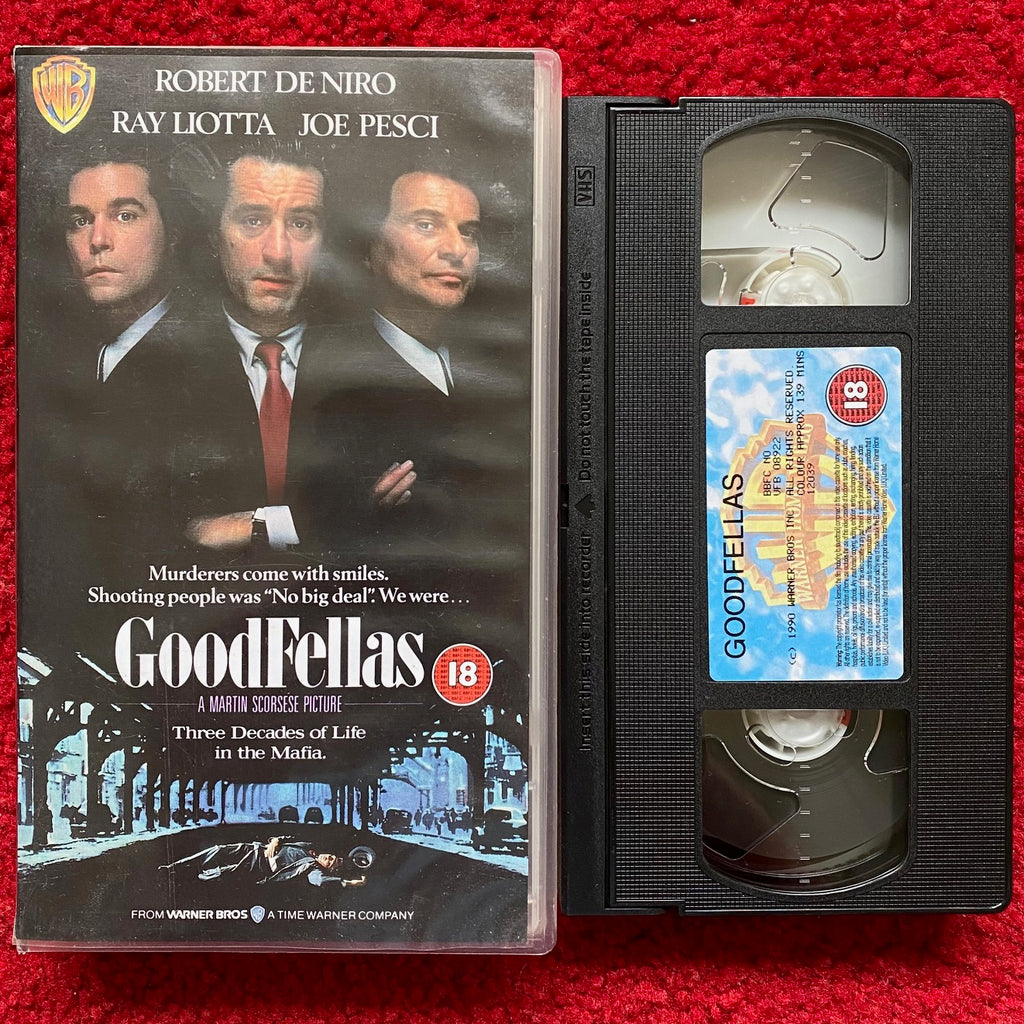 WB
ROBERT DE NIRO
RAY LIOTTA JOE PESCI
Murderers come with smiles.
Shooting people was "No big deal". We were...
GoodFellas
18
A MARTIN SCORSESE PICTURE
Three Decades of Life
in the Mafia.
FROM WARNER BROS A TIME WARNER COMPANY
VHS
Insert this side into recorder Do not touch the tape inside
GOODFELLAS
BBFC NO
VFB 08922
(c) 1990 WARNER BROS INC ALL RIGHTS RESERVED
COLOUR APPROX 139 MINS
12039
18